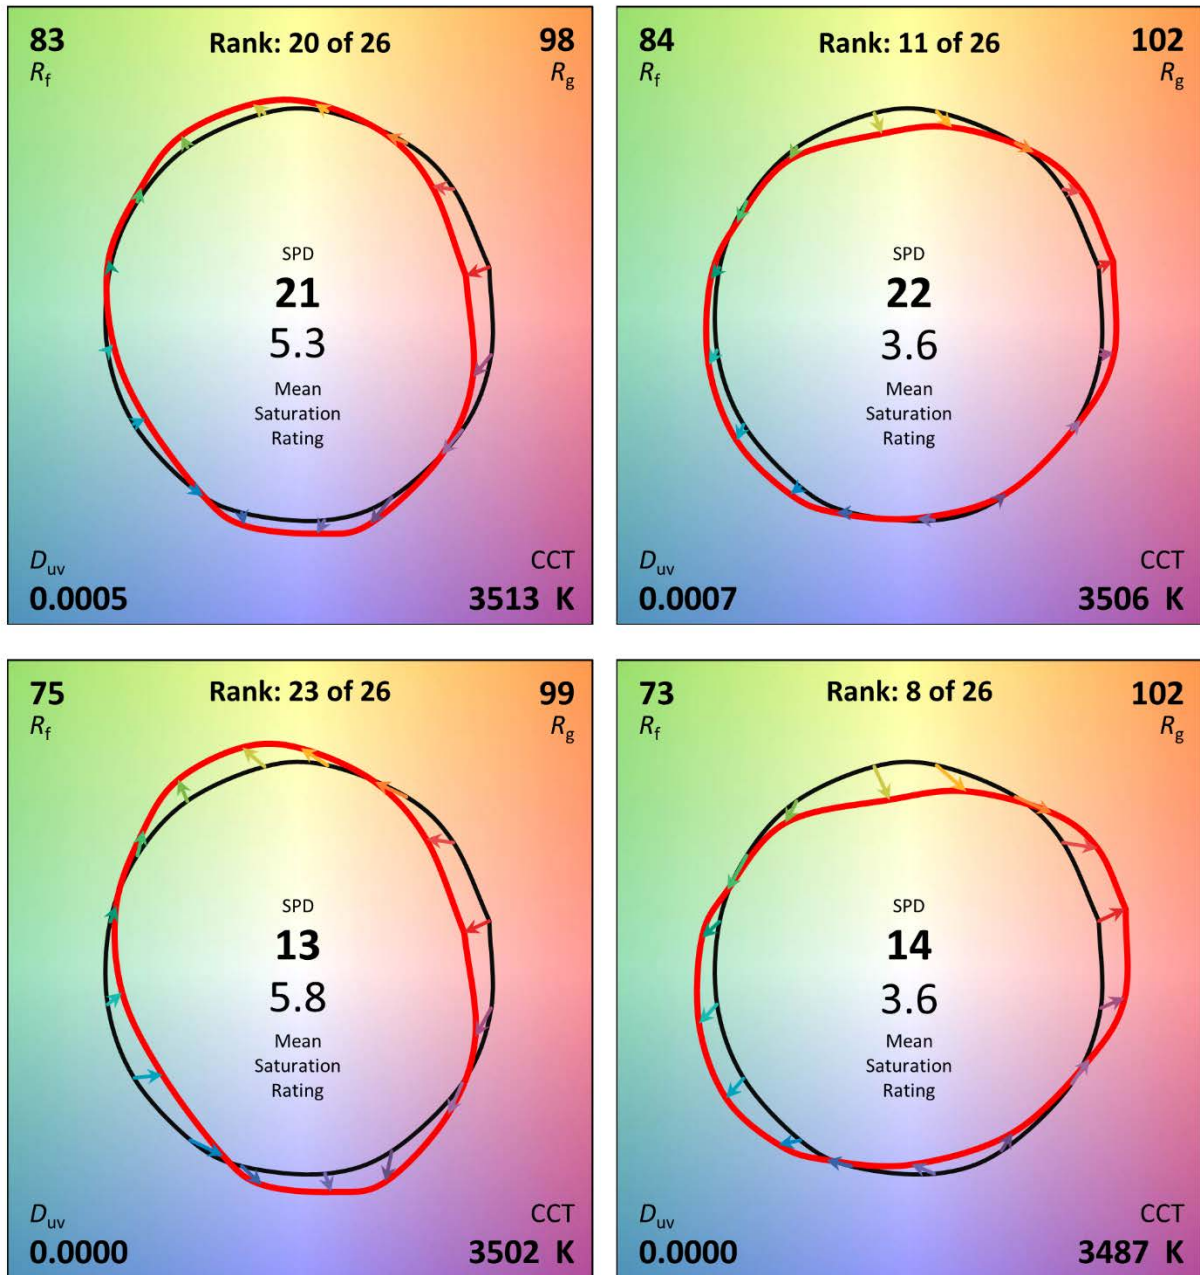 83 Rank: 20 of 26 98
Rf Rg
SPD
21
5.3
Mean
Saturation
Rating
Duv CCT
0.0005 3513 K
84 Rank: 11 of 26 102
Rf Rg
SPD
22
3.6
Mean
Saturation
Rating
Duv CCT
0.0007 3506 K
75 Rank: 23 of 26 99
Rf Rg
SPD
13
5.8
Mean
Saturation
Rating
Duv CCT
0.0000 3502 K
73 Rank: 8 of 26 102
Rf Rg
SPD
14
3.6
Mean
Saturation
Rating
Duv CCT
0.0000 3487 K